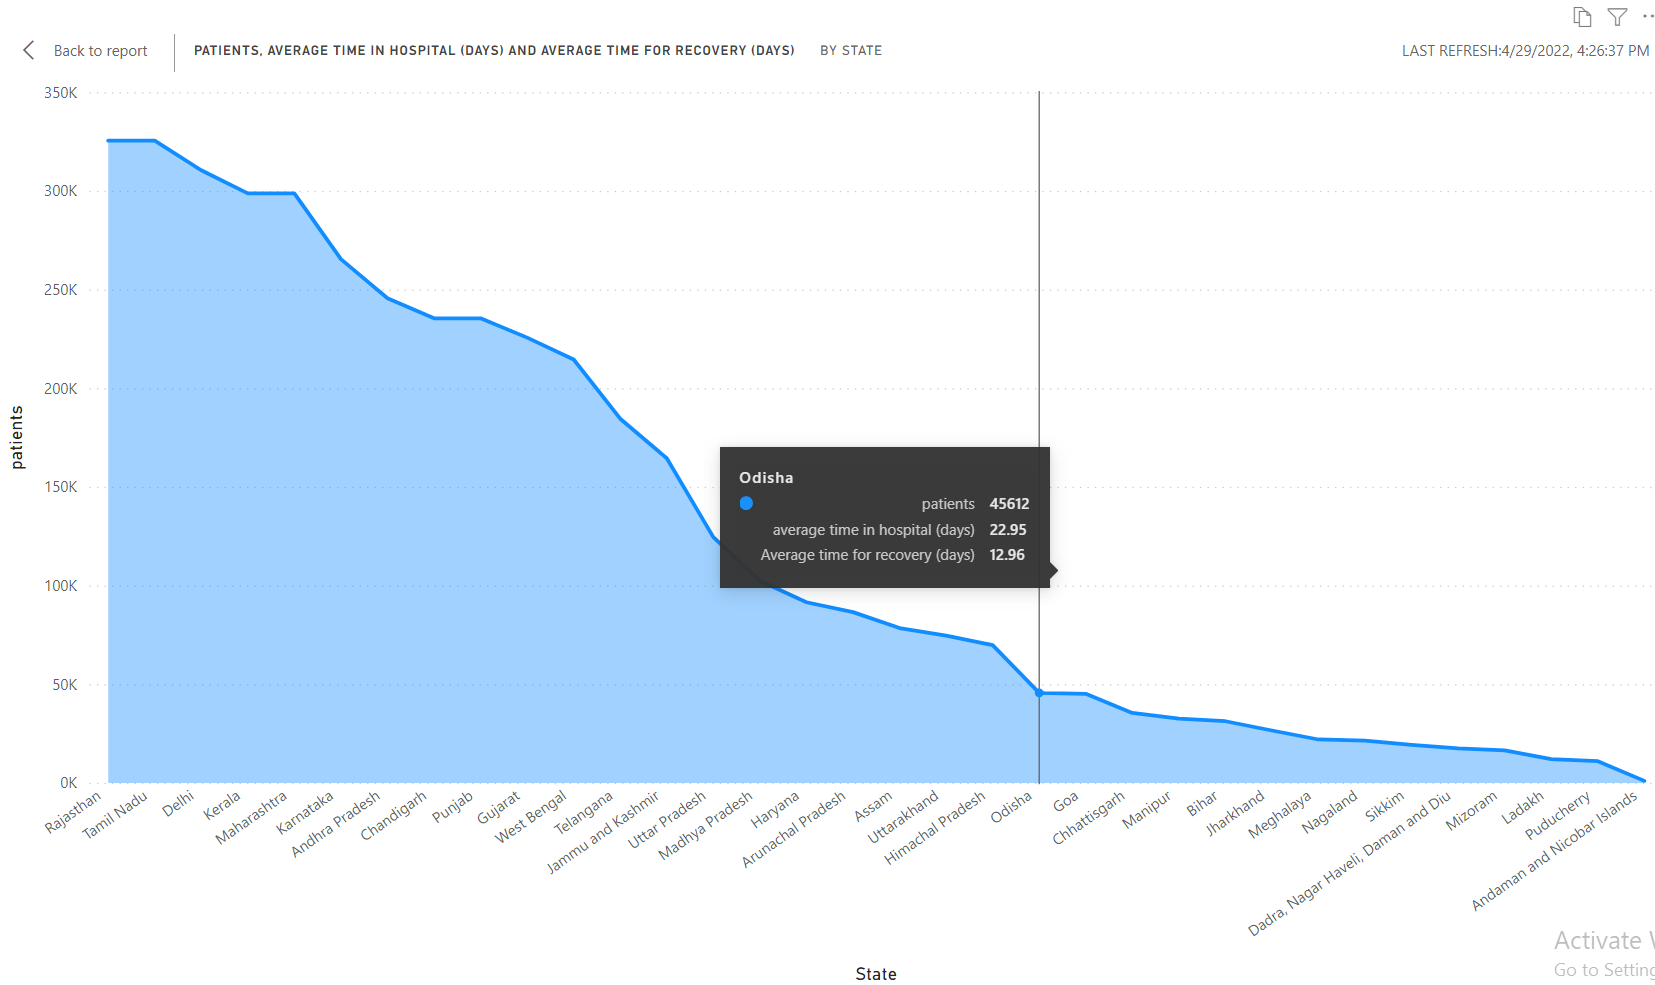 Back to report
PATIENTS, AVERAGE TIME IN HOSPITAL (DAYS) AND AVERAGE TIME FOR RECOVERY (DAYS) BY STATE
LAST REFRESH:4/29/2022, 4:26:37 PM
350K
300K
250K
200K
150K
100K
50K
0K
patients
Odisha
patients 45612
average time in hospital (days) 22.95
Average time for recovery (days) 12.96
Rajasthan
Tamil Nadu
Delhi
Kerala
Maharashtra
Karnataka
Andhra Pradesh
Chandigarh
Punjab
Gujarat
West Bengal
Telangana
Jammu and Kashmir
Uttar Pradesh
Madhya Pradesh
Haryana
Arunachal Pradesh
Assam
Uttarakhand
Himachal Pradesh
Odisha
Goa
Chhattisgarh
Manipur
Bihar
Jharkhand
Meghalaya
Nagaland
Sikkim
Dadra, Nagar Haveli, Daman and Diu
Mizoram
Ladakh
Puducherry
Andaman and Nicobar Islands
State
Activate
Go to Setting